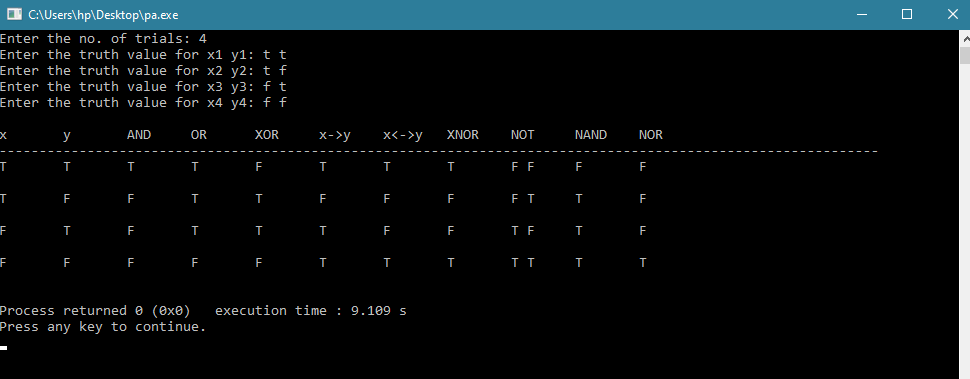 C:\Users\hp\Desktop\pa.exe
Enter the no. of trials: 4
Enter the truth value for x1 y1: t t
Enter the truth value for x2 y2: t f
Enter the truth value for x3 y3: f t
Enter the truth value for x4 y4: f f
x y AND OR XOR x->y x<->y XNOR NOT NAND NOR
--------------------------------------------------------------------------------------------------------------
T T T T F T T T F F F F
T F F T T F F F F T T F
F T F T T T F F T F T F
F F F F F T T T T T T T
Process returned 0 (0x0) execution time : 9.109 s
Press any key to continue.